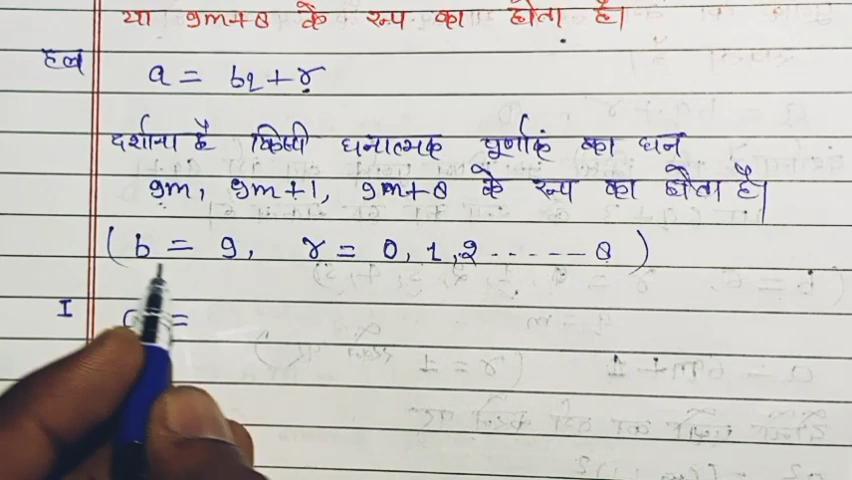 या 9m+8 के रूप का होता है।
हल
a = bq + r
दर्शाना है किसी धनात्मक पूर्णांक का घन
9m, 9m+1, 9m+8 के रूप का होता है।
( b = 9, r = 0, 1, 2 ------ 8 )
I
=